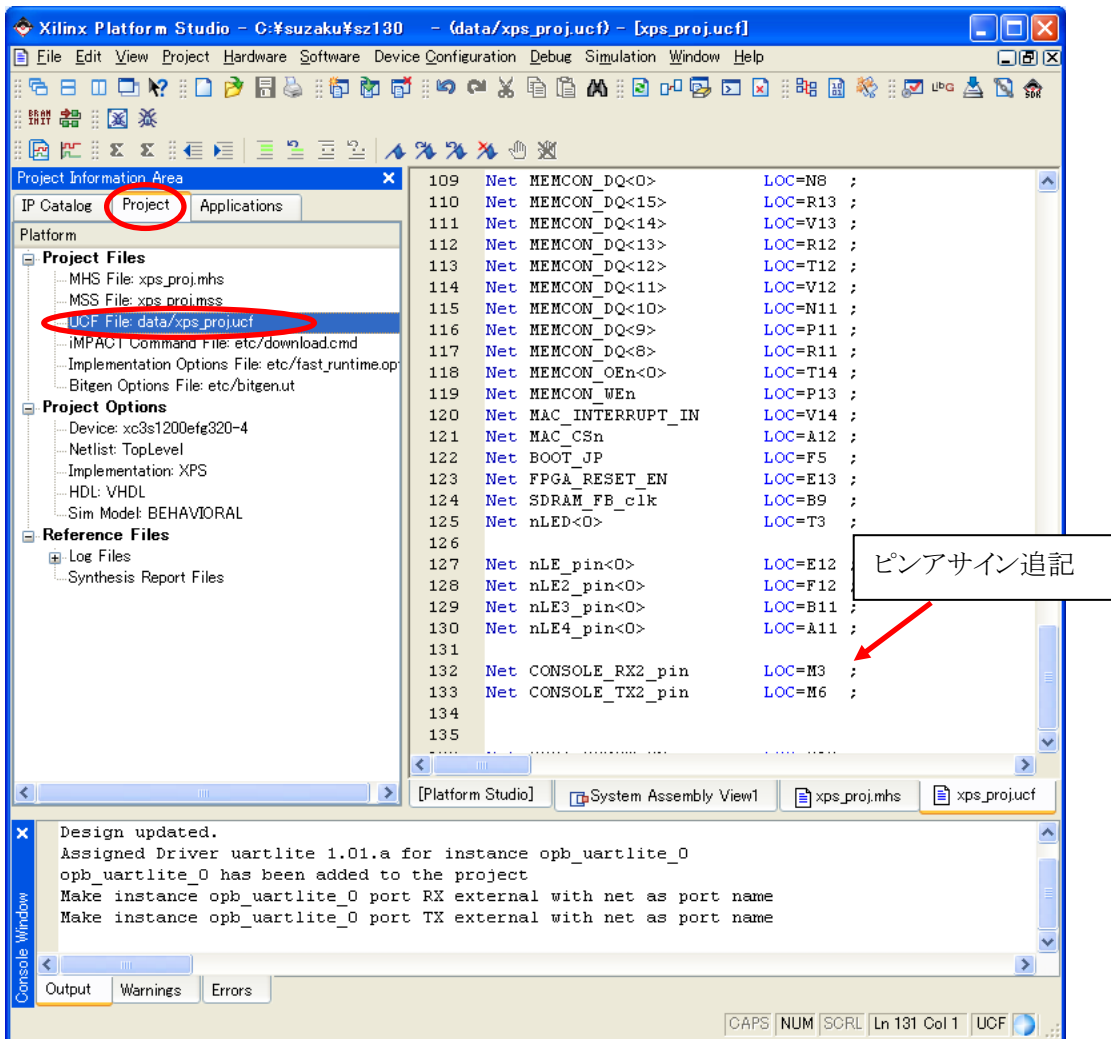 Xilinx Platform Studio - C:¥suzaku¥sz130 - (data/xps_proj.ucf) - [xps_proj.ucf]
File Edit View Project Hardware Software Device Configuration Debug Simulation Window Help
Project Information Area
IP Catalog Project Applications
Platform
Project Files
MHS File: xps_proj.mhs
MSS File: xps_proj.mss
UCF File: data/xps_proj.ucf
iMPACT Command File: etc/download.cmd
Implementation Options File: etc/fast_runtime.op
Bitgen Options File: etc/bitgen.ut
Project Options
Device: xc3s1200efg320-4
Netlist: TopLevel
Implementation: XPS
HDL: VHDL
Sim Model: BEHAVIORAL
Reference Files
Log Files
Synthesis Report Files
109 Net MEMCON_DQ<0> LOC=N8 ;
110 Net MEMCON_DQ<15> LOC=R13 ;
111 Net MEMCON_DQ<14> LOC=V13 ;
112 Net MEMCON_DQ<13> LOC=R12 ;
113 Net MEMCON_DQ<12> LOC=T12 ;
114 Net MEMCON_DQ<11> LOC=V12 ;
115 Net MEMCON_DQ<10> LOC=N11 ;
116 Net MEMCON_DQ<9> LOC=P11 ;
117 Net MEMCON_DQ<8> LOC=R11 ;
118 Net MEMCON_OEn<0> LOC=T14 ;
119 Net MEMCON_WEn LOC=P13 ;
120 Net MAC_INTERRUPT_IN LOC=V14 ;
121 Net MAC_CSn LOC=A12 ;
122 Net BOOT_JP LOC=F5 ;
123 Net FPGA_RESET_EN LOC=E13 ;
124 Net SDRAM_FB_clk LOC=B9 ;
125 Net nLED<0> LOC=T3 ;
126
127 Net nLE_pin<0> LOC=E12 ;
128 Net nLE2_pin<0> LOC=F12 ;
129 Net nLE3_pin<0> LOC=B11 ;
130 Net nLE4_pin<0> LOC=A11 ;
131
132 Net CONSOLE_RX2_pin LOC=M3 ;
133 Net CONSOLE_TX2_pin LOC=M6 ;
134
135
ピンアサイン追記
[Platform Studio] System Assembly View1 xps_proj.mhs xps_proj.ucf
Design updated.
Assigned Driver uartlite 1.01.a for instance opb_uartlite_0
opb_uartlite_0 has been added to the project
Make instance opb_uartlite_0 port RX external with net as port name
Make instance opb_uartlite_0 port TX external with net as port name
Console Window
Output Warnings Errors
CAPS NUM SCRL Ln 131 Col 1 UCF